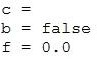 c =
b = false
f = 0.0